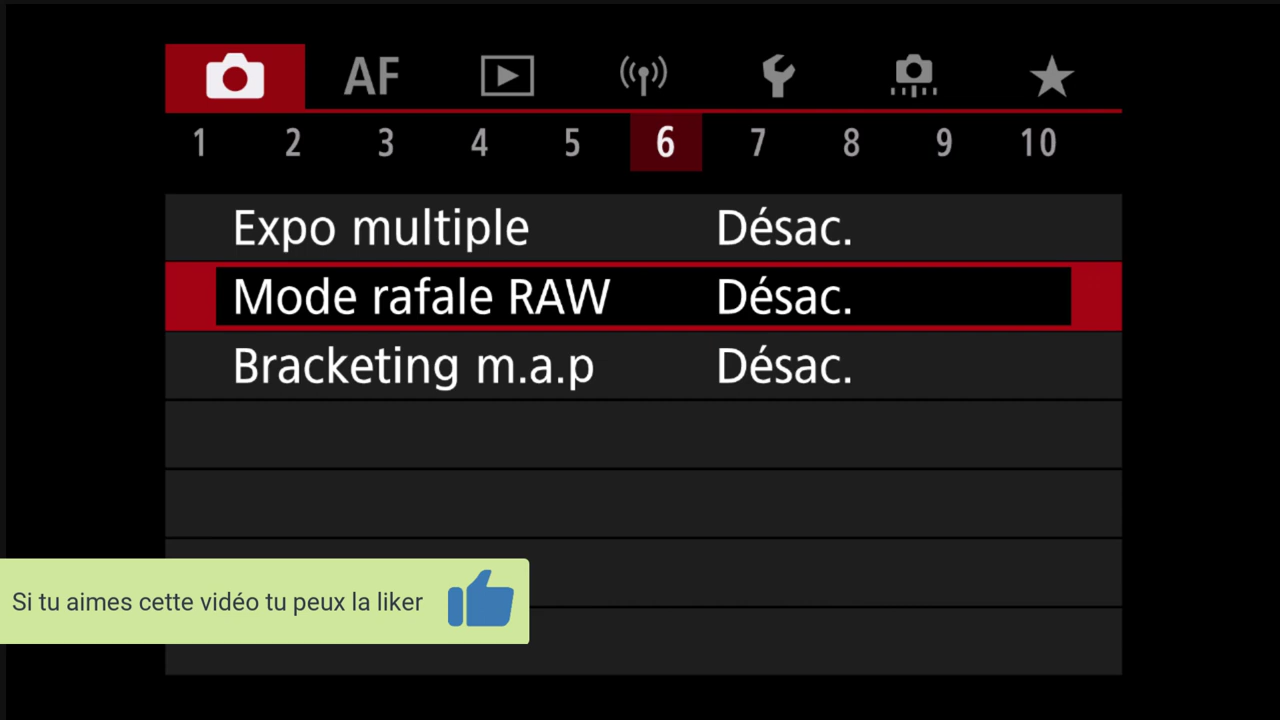 AF
1 2 3 4 5 6 7 8 9 10
Expo multiple Désac.
Mode rafale RAW Désac.
Bracketing m.a.p Désac.
Si tu aimes cette vidéo tu peux la liker